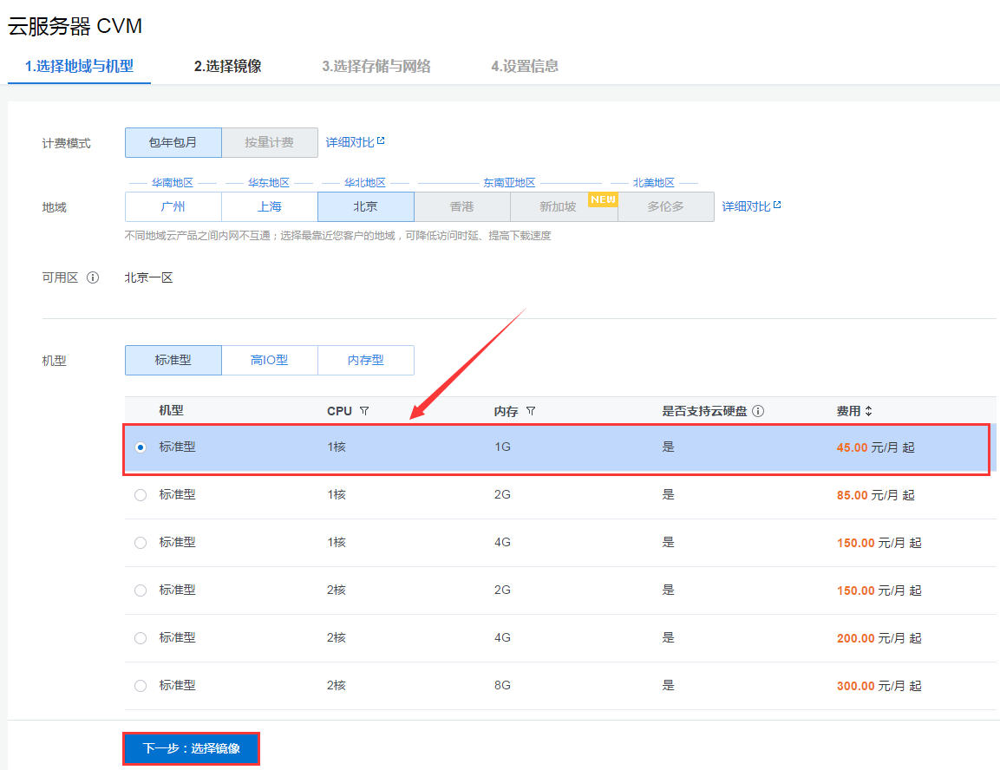 云服务器 CVM
1.选择地域与机型 2.选择镜像 3.选择存储与网络 4.设置信息
计费模式 包年包月 按量计费 详细对比
华南地区 华东地区 华北地区 东南亚地区 北美地区
地域 广州 上海 北京 香港 新加坡 NEW 多伦多 详细对比
不同地域云产品之间内网不互通；选择最靠近您客户的地域，可降低访问时延、提高下载速度
可用区 北京一区
机型 标准型 高IO型 内存型
机型 CPU 内存 是否支持云硬盘 费用
标准型 1核 1G 是 45.00 元/月 起
标准型 1核 2G 是 85.00 元/月 起
标准型 1核 4G 是 150.00 元/月 起
标准型 2核 2G 是 150.00 元/月 起
标准型 2核 4G 是 200.00 元/月 起
标准型 2核 8G 是 300.00 元/月 起
下一步：选择镜像